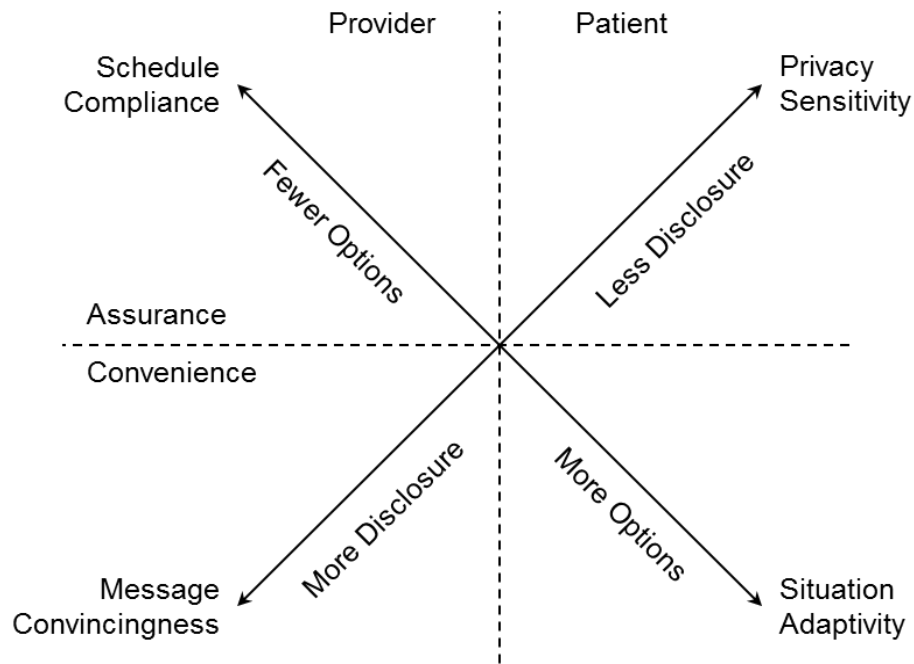 Provider
Patient
Schedule
Compliance
Privacy
Sensitivity
Fewer Options
Less Disclosure
Assurance
Convenience
More Disclosure
More Options
Message
Convincingness
Situation
Adaptivity